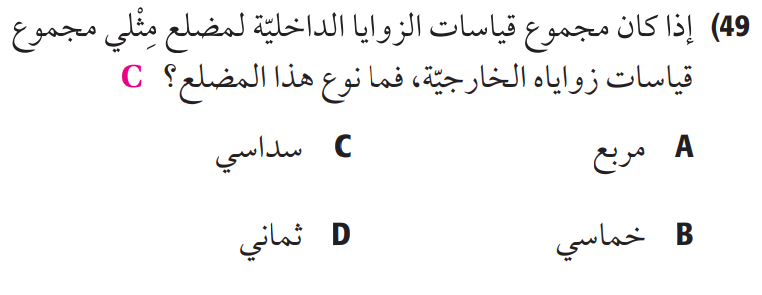 49) إذا كان مجموع قياسات الزوايا الداخليّة لمضلع مِثْلي مجموع
قياسات زواياه الخارجيّة، فما نوع هذا المضلع؟ C
A مربع C سداسي
B خماسي D ثماني